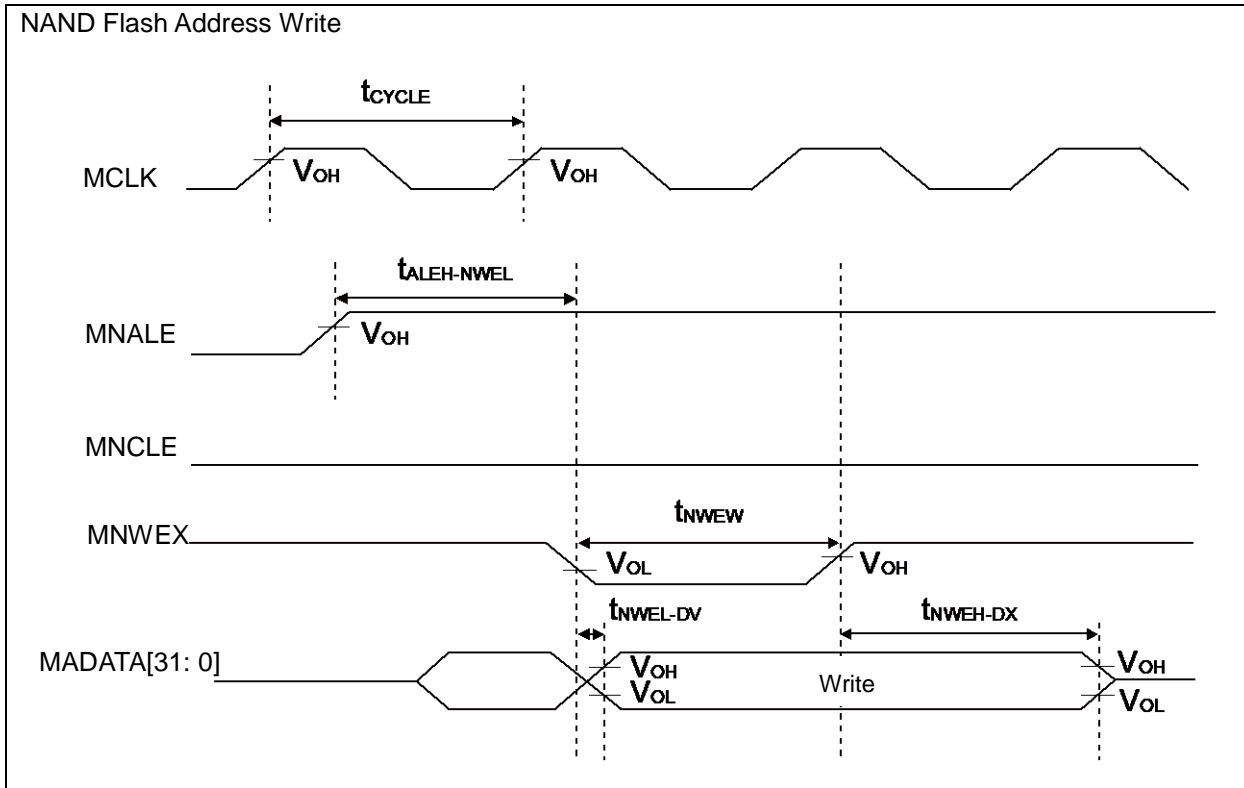 NAND Flash Address Write
tCYCLE
MCLK
VOH
VOH
tALEH-NWEL
MNALE
VOH
MNCLE
tNWEW
MNWEX
VOL
VOH
tNWEL-DV
tNWEH-DX
MADATA[31: 0]
VOH
VOL
Write
VOH
VOL